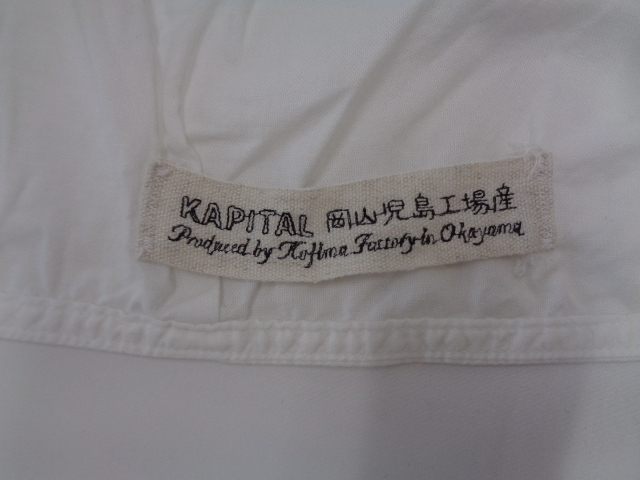 KAPITAL 岡山児島工場産
Produced by Kojima Factory in Okayama